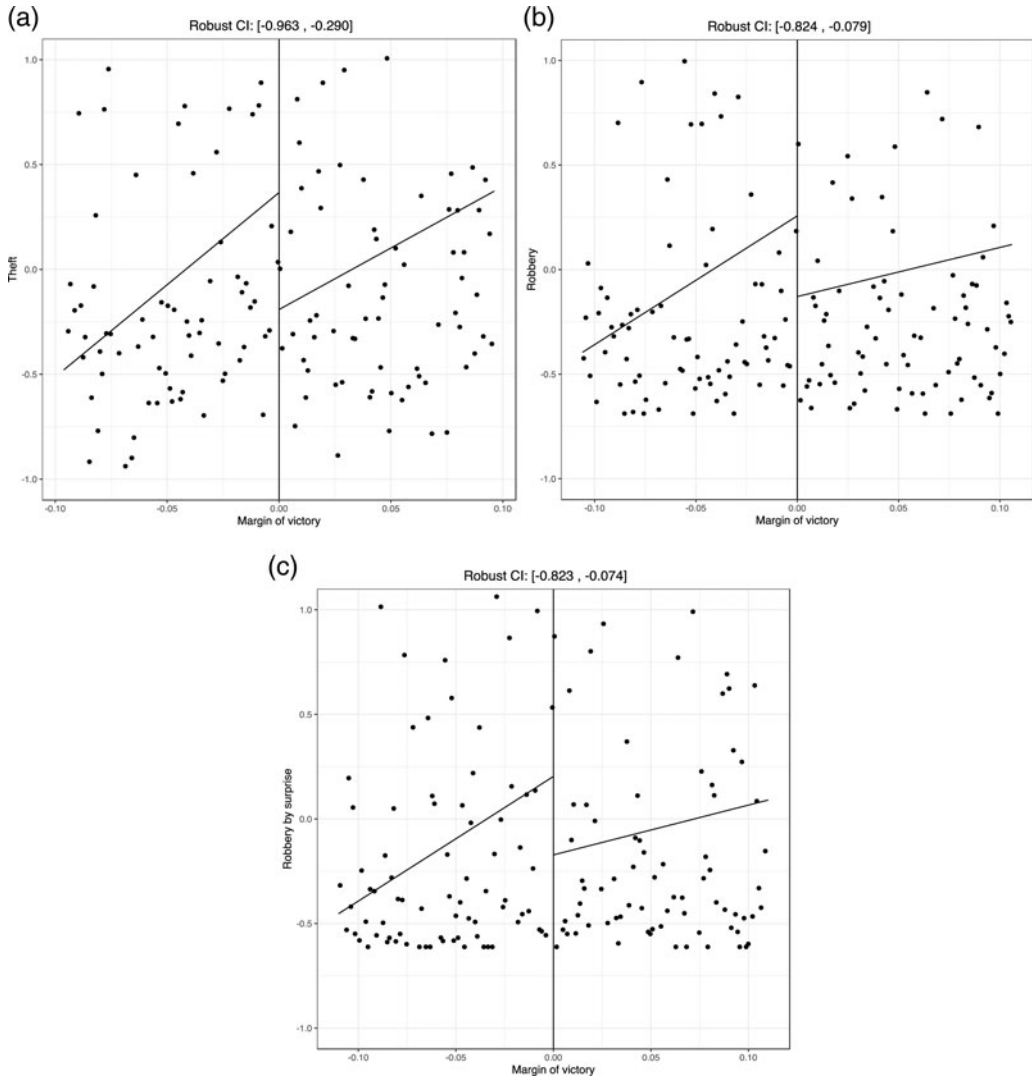 (a)
Robust CI: [-0.963 , -0.290]
1.0
0.5
0.0
-0.5
-1.0
Theft
-0.10
-0.05
0.00
0.05
0.10
Margin of victory
(b)
Robust CI: [-0.824 , -0.079]
1.0
0.5
0.0
-0.5
-1.0
Robbery
-0.10
-0.05
0.00
0.05
0.10
Margin of victory
(c)
Robust CI: [-0.823 , -0.074]
1.0
0.5
0.0
-0.5
-1.0
Robbery by surprise
-0.10
-0.05
0.00
0.05
0.10
Margin of victory